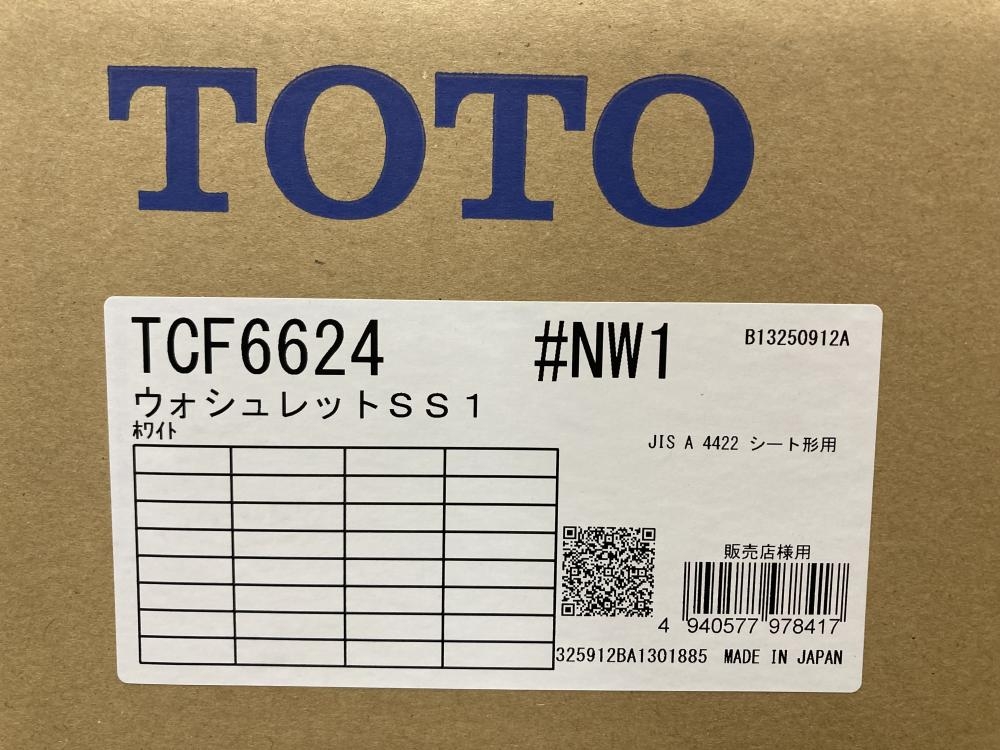 TOTO
TCF6624 #NW1 B13250912A
ウォシュレットSS1
ホワイト
JIS A 4422 シート形用
販売店様用
4 940577 978417
325912BA1301885 MADE IN JAPAN